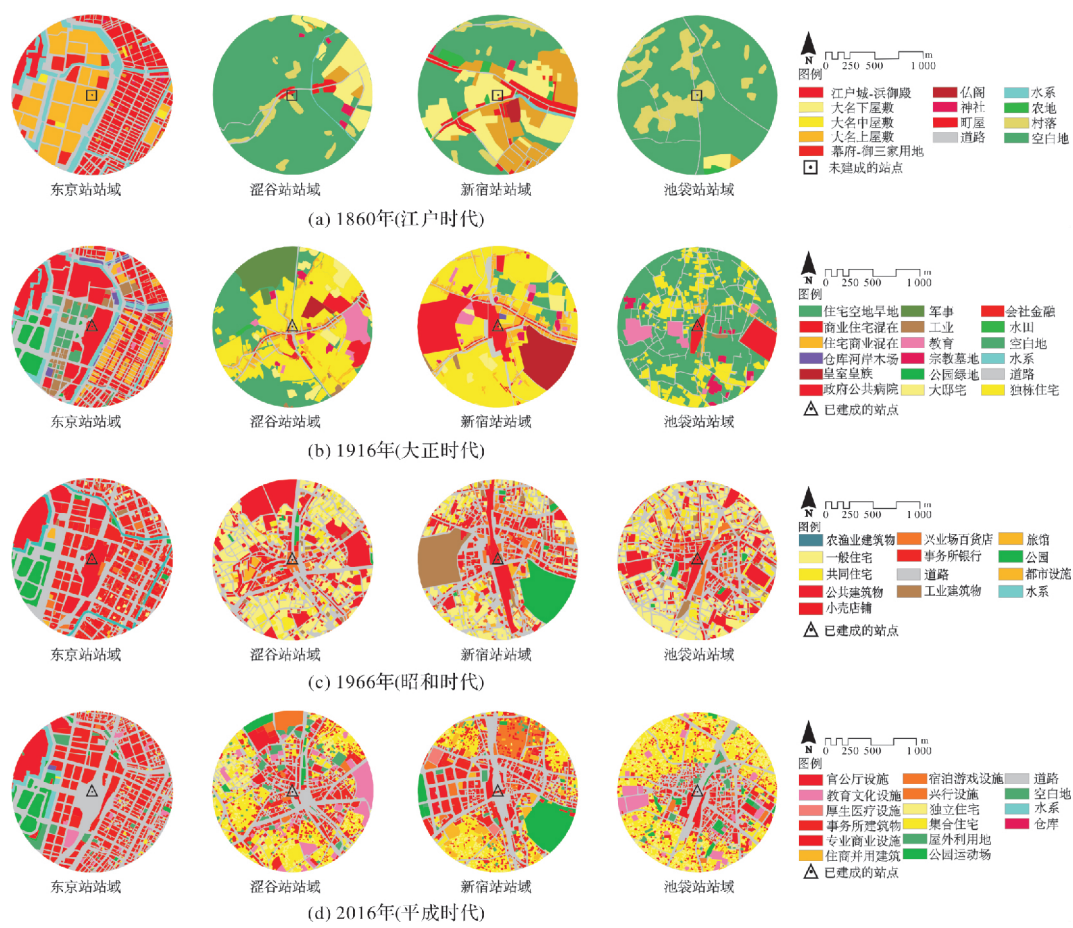 N
0 250 500 1 000 m
图例
江户城-浜御殿 仏阁 水系
大名下屋敷 神社 农地
大名中屋敷 町屋 村落
大名上屋敷 道路 空白地
幕府-御三家用地
未建成的站点
东京站站域 涩谷站站域 新宿站站域 池袋站站域
(a) 1860年(江户时代)
N
0 250 500 1 000 m
图例
住宅空地旱地 军事 会社金融
商业住宅混在 工业 水田
住宅商业混在 教育 空白地
仓库河岸木场 宗教墓地 水系
皇室皇族 公园绿地 道路
政府公共病院 大邸宅 独栋住宅
已建成的站点
东京站站域 涩谷站站域 新宿站站域 池袋站站域
(b) 1916年(大正时代)
N
0 250 500 1 000 m
图例
农渔业建筑物 兴业场百货店 旅馆
一般住宅 事务所银行 公园
共同住宅 道路 都市设施
公共建筑物 工业建筑物 水系
小売店铺
已建成的站点
东京站站域 涩谷站站域 新宿站站域 池袋站站域
(c) 1966年(昭和时代)
N
0 250 500 1 000 m
图例
官公厅设施 宿泊游戏设施 道路
教育文化设施 兴行设施 空白地
厚生医疗设施 独立住宅 水系
事务所建筑物 集合住宅 仓库
专业商业设施 屋外利用地
住商并用建筑 公园运动场
已建成的站点
东京站站域 涩谷站站域 新宿站站域 池袋站站域
(d) 2016年(平成时代)